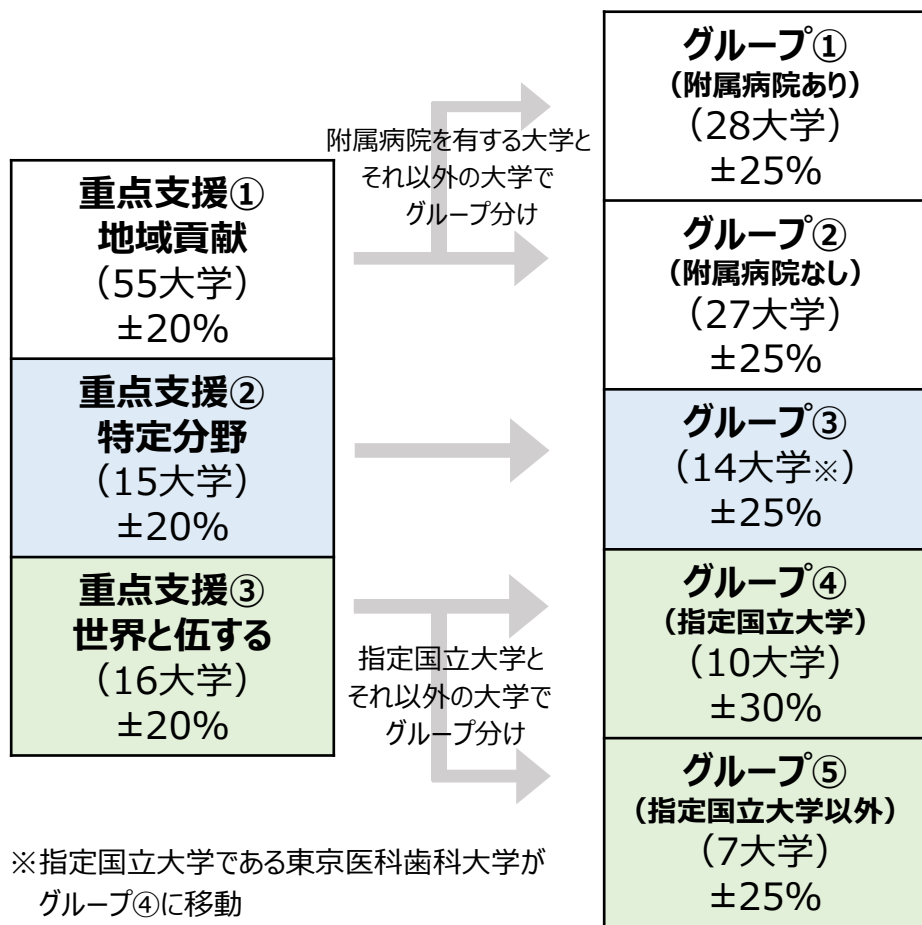 重点支援①
地域貢献
（55大学）
±20%
重点支援②
特定分野
（15大学）
±20%
重点支援③
世界と伍する
（16大学）
±20%
附属病院を有する大学と
それ以外の大学で
グループ分け
指定国立大学と
それ以外の大学で
グループ分け
グループ①
（附属病院あり）
（28大学）
±25%
グループ②
（附属病院なし）
（27大学）
±25%
グループ③
（14大学※）
±25%
グループ④
（指定国立大学）
（10大学）
±30%
グループ⑤
（指定国立大学以外）
（7大学）
±25%
※指定国立大学である東京医科歯科大学が
グループ④に移動